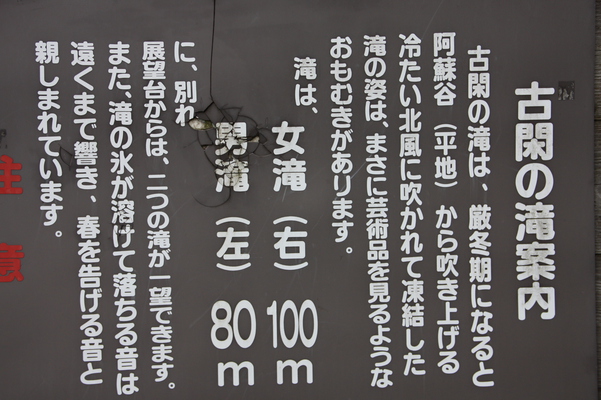 古閑の滝案内
古閑の滝は、厳冬期になると
阿蘇谷（平地）から吹き上げる
冷たい北風に吹かれて凍結した
滝の姿は、まさに芸術品を見るような
おもむきがあります。
滝は、
女滝（右）100m
男滝（左）80m
に、別れ
展望台からは、二つの滝が一望できます。
また、滝の氷が溶けて落ちる音は
遠くまで響き、春を告げる音と
親しまれています。
注意